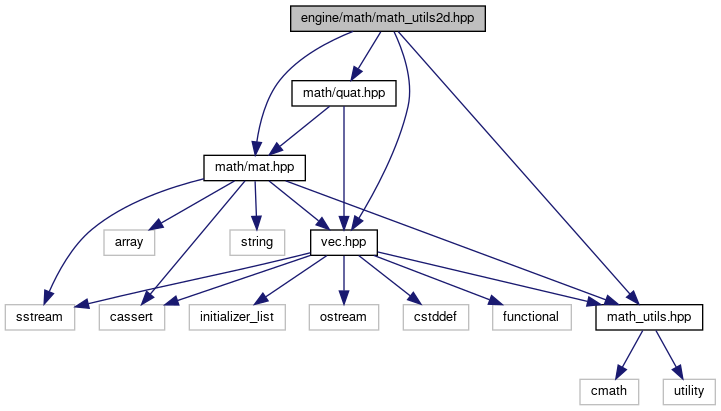 engine/math/math_utils2d.hpp
math/quat.hpp
math/mat.hpp
array
string
vec.hpp
sstream
cassert
initializer_list
ostream
cstddef
functional
math_utils.hpp
cmath
utility